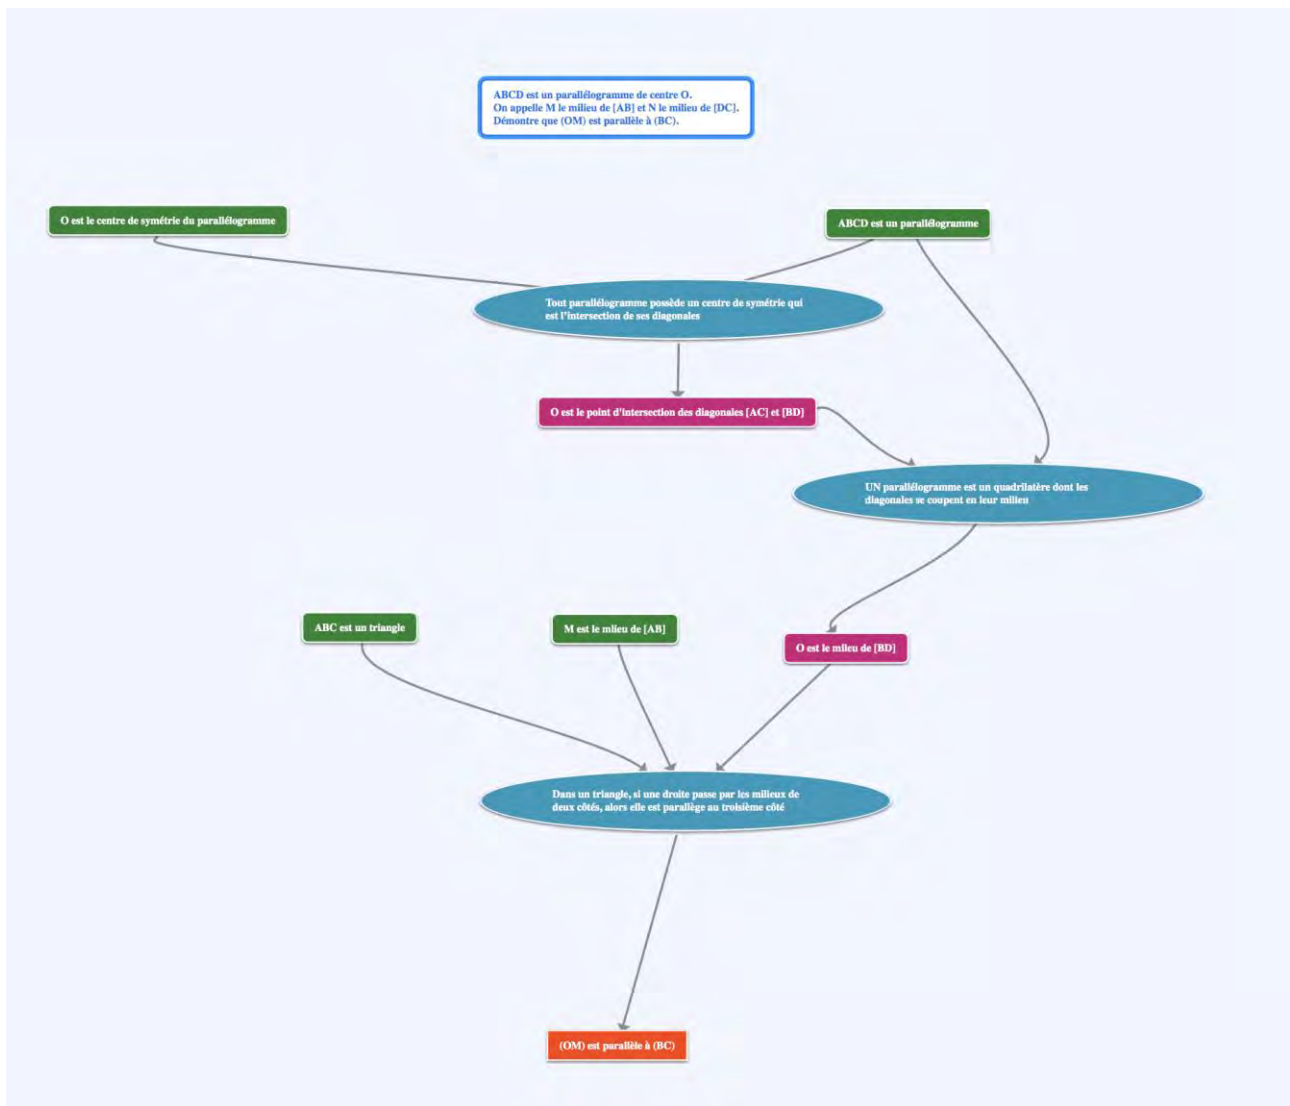 ABCD est un parallélogramme de centre O.
On appelle M le milieu de [AB] et N le milieu de [DC].
Démontre que (OM) est parallèle à (BC).
O est le centre de symétrie du parallélogramme
ABCD est un parallélogramme
Tout parallélogramme possède un centre de symétrie qui
est l'intersection de ses diagonales
O est le point d'intersection des diagonales [AC] et [BD]
UN parallélogramme est un quadrilatère dont les
diagonales se coupent en leur milieu
ABC est un triangle
M est le mlieu de [AB]
O est le mileu de [BD]
Dans un triangle, si une droite passe par les milieux de
deux côtés, alors elle est parallège au troisième côté
(OM) est parallèle à (BC)